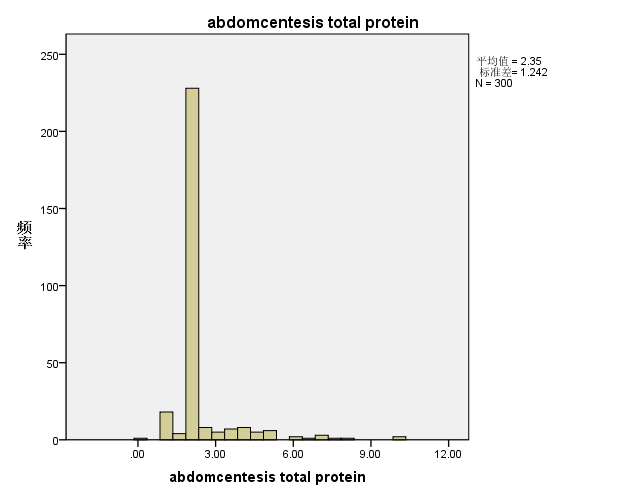 abdomcentesis total protein
平均值 = 2.35
标准差= 1.242
N = 300
频率
250
200
150
100
50
0
.00 3.00 6.00 9.00 12.00
abdomcentesis total protein